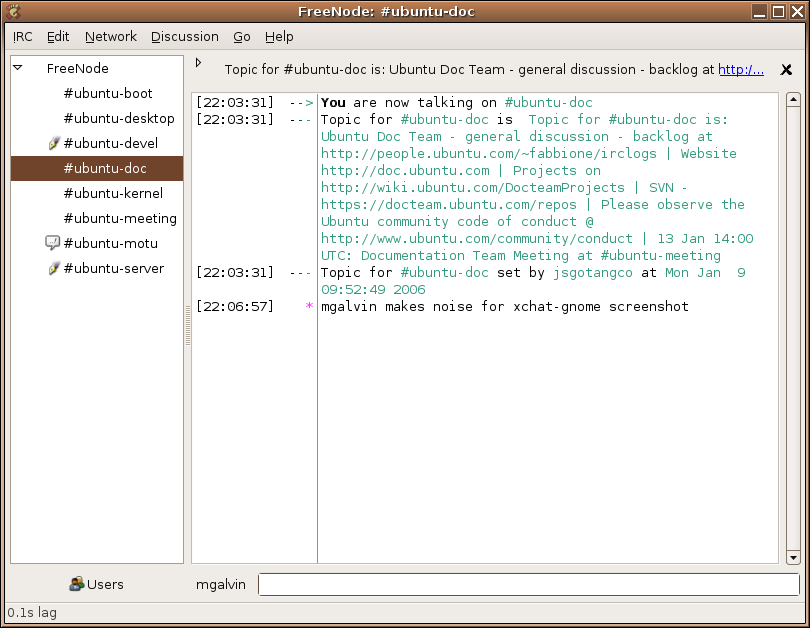 FreeNode: #ubuntu-doc
IRC Edit Network Discussion Go Help
FreeNode
#ubuntu-boot
#ubuntu-desktop
#ubuntu-devel
#ubuntu-doc
#ubuntu-kernel
#ubuntu-meeting
#ubuntu-motu
#ubuntu-server
Users
Topic for #ubuntu-doc is: Ubuntu Doc Team - general discussion - backlog at http:/...
[22:03:31] --> You are now talking on #ubuntu-doc
[22:03:31] --- Topic for #ubuntu-doc is  Topic for #ubuntu-doc is:
Ubuntu Doc Team - general discussion - backlog at
http://people.ubuntu.com/~fabbione/irclogs | Website
http://doc.ubuntu.com | Projects on
http://wiki.ubuntu.com/DocteamProjects | SVN -
https://docteam.ubuntu.com/repos | Please observe the
Ubuntu community code of conduct @
http://www.ubuntu.com/community/conduct | 13 Jan 14:00
UTC: Documentation Team Meeting at #ubuntu-meeting
[22:03:31] --- Topic for #ubuntu-doc set by jsgotangco at Mon Jan  9
09:52:49 2006
[22:06:57] * mgalvin makes noise for xchat-gnome screenshot
mgalvin
0.1s lag